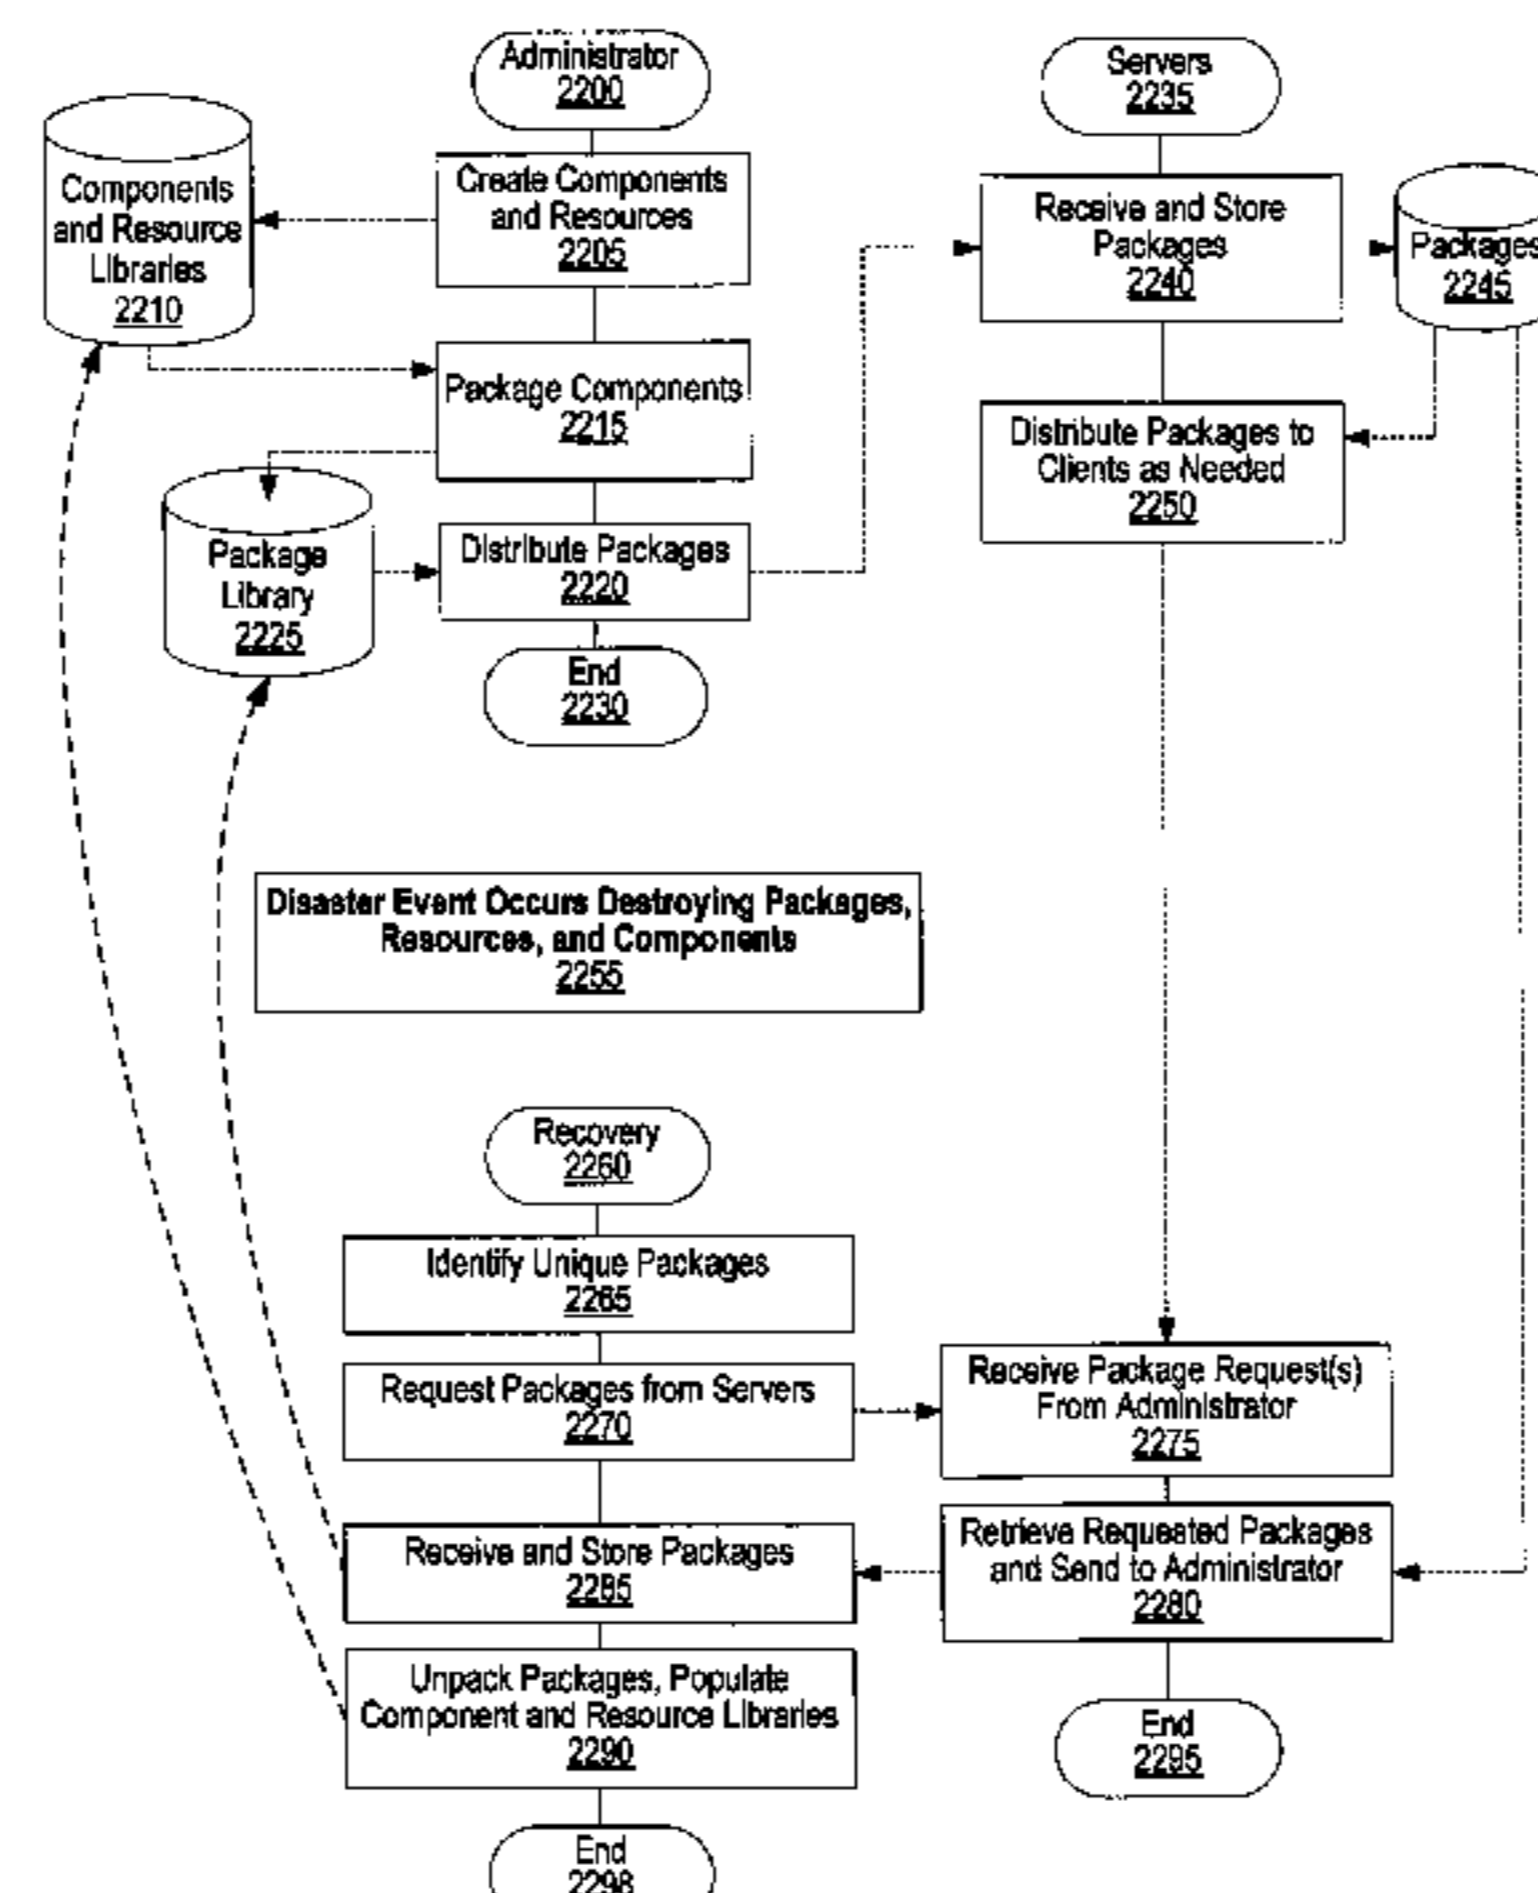 Administrator
2200
Create Components
and Resources
2205
Components
and Resource
Libraries
2210
Package Components
2215
Package
Library
2225
Distribute Packages
2220
End
2230
Servers
2235
Receive and Store
Packages
2240
Packages
2245
Distribute Packages to
Clients as Needed
2250
Disaster Event Occurs Destroying Packages,
Resources, and Components
2255
Recovery
2260
Identify Unique Packages
2265
Request Packages from Servers
2270
Receive Package Request(s)
From Administrator
2275
Retrieve Requested Packages
and Send to Administrator
2280
Receive and Store Packages
2285
Unpack Packages, Populate
Component and Resource Libraries
2290
End
2295
End
2298